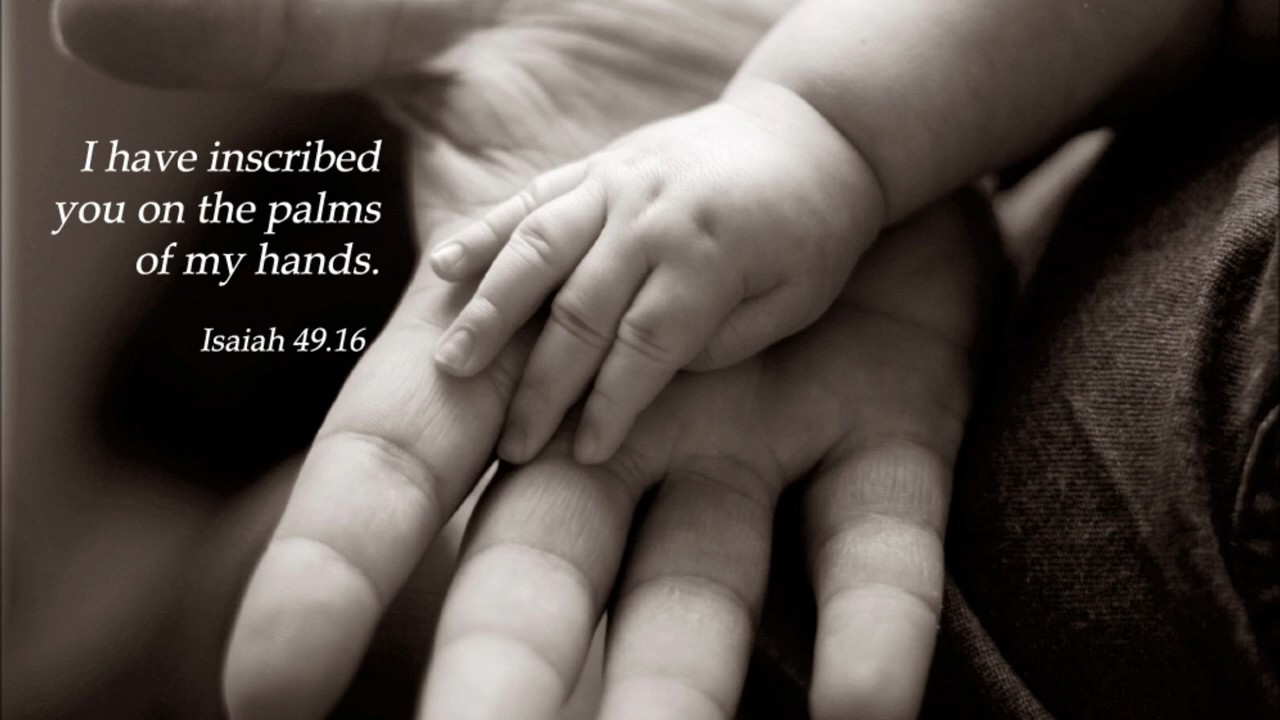 I have inscribed
you on the palms
of my hands.
Isaiah 49.16